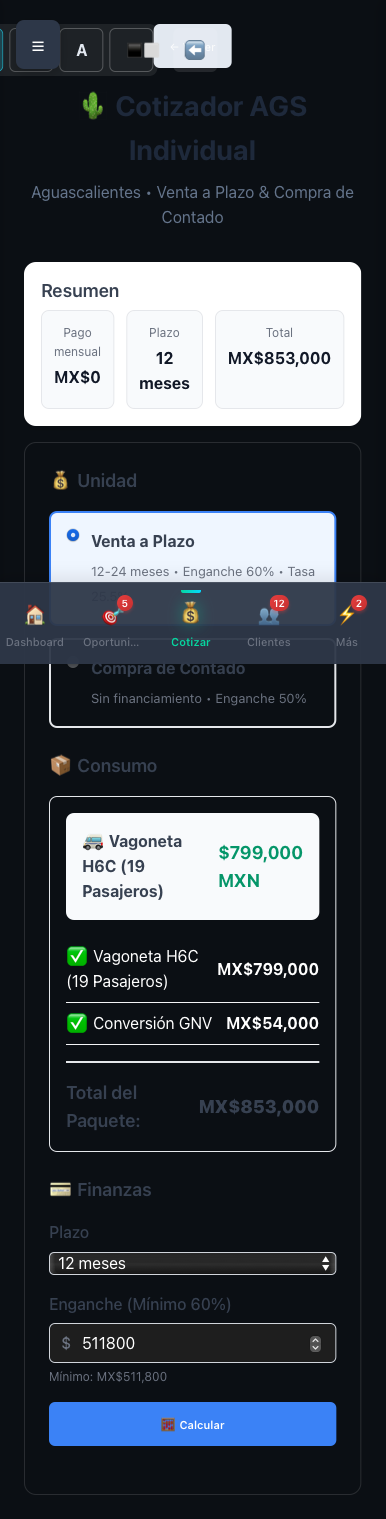 A
🌵 Cotizador AGS
Individual
Aguascalientes • Venta a Plazo & Compra de
Contado
Resumen
Pago
mensual
MX$0
Plazo
12
meses
Total
MX$853,000
💰 Unidad
Venta a Plazo
12-24 meses • Enganche 60% • Tasa
Dashboard
5
Oportuni...
Cotizar
12
Clientes
2
Más
Compra de Contado
Sin financiamiento • Enganche 50%
📦 Consumo
🚐 Vagoneta
H6C (19
Pasajeros)
$799,000
MXN
✅ Vagoneta H6C
(19 Pasajeros)
MX$799,000
✅ Conversión GNV
MX$54,000
Total del
Paquete:
MX$853,000
💳 Finanzas
Plazo
12 meses
Enganche (Mínimo 60%)
$ 511800
Mínimo: MX$511,800
🧮 Calcular